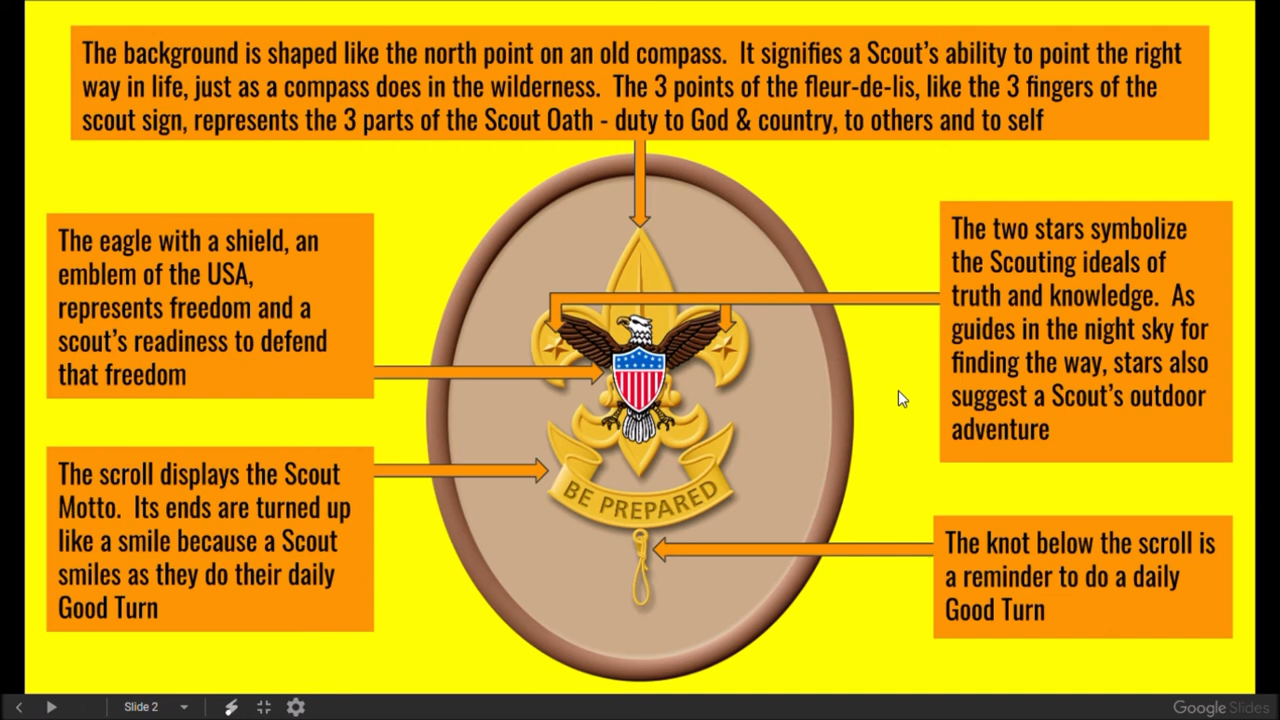 The background is shaped like the north point on an old compass.  It signifies a Scout's ability to point the right
way in life, just as a compass does in the wilderness.  The 3 points of the fleur-de-lis, like the 3 fingers of the
scout sign, represents the 3 parts of the Scout Oath - duty to God & country, to others and to self
The eagle with a shield, an
emblem of the USA,
represents freedom and a
scout's readiness to defend
that freedom
The two stars symbolize
the Scouting ideals of
truth and knowledge.  As
guides in the night sky for
finding the way, stars also
suggest a Scout's outdoor
adventure
The scroll displays the Scout
Motto.  Its ends are turned up
like a smile because a Scout
smiles as they do their daily
Good Turn
BE PREPARED
The knot below the scroll is
a reminder to do a daily
Good Turn
Slide 2
Google Slides